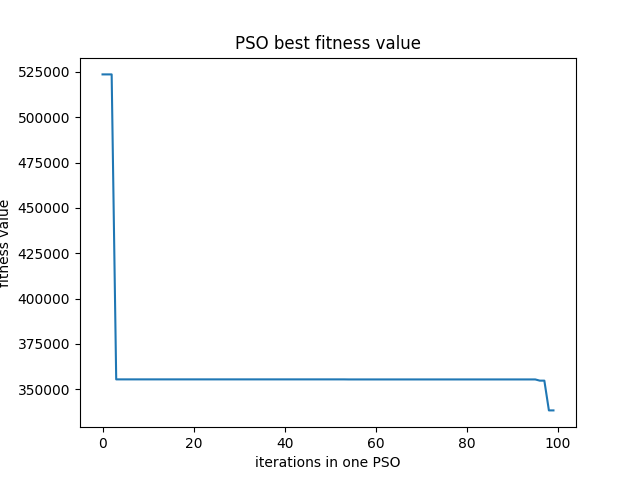 PSO best fitness value
525000
500000
475000
450000
425000
400000
375000
350000
fitness value
0 20 40 60 80 100
iterations in one PSO